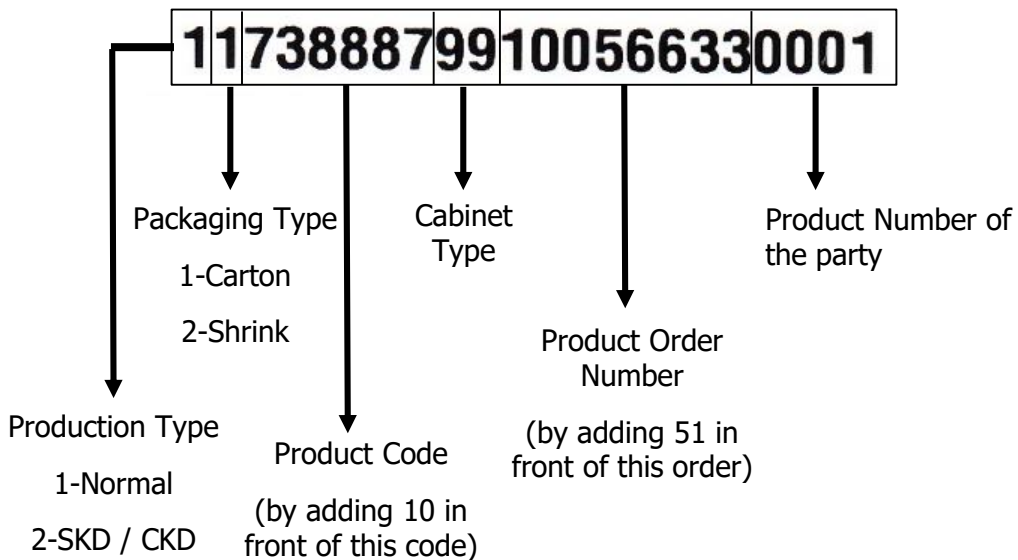 1173888799100566330001
Packaging Type
1-Carton
2-Shrink
Cabinet
Type
Product Number of
the party
Product Order
Number
(by adding 51 in
front of this order)
Production Type
1-Normal
2-SKD / CKD
Product Code
(by adding 10 in
front of this code)